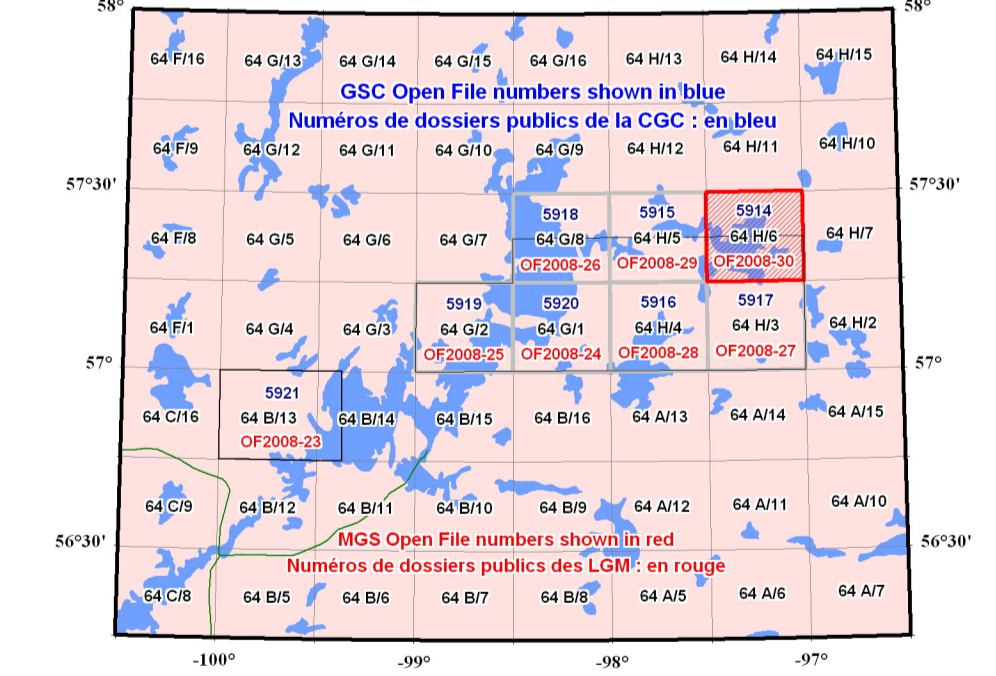 58° 58°
64 F/16 64 G/13 64 G/14 64 G/15 64 G/16 64 H/13 64 H/14 64 H/15
GSC Open File numbers shown in blue
Numéros de dossiers publics de la CGC : en bleu
64 F/9 64 G/12 64 G/11 64 G/10 64 G/9 64 H/12 64 H/11 64 H/10
57°30' 57°30'
5918 5915 5914
64 F/8 64 G/5 64 G/6 64 G/7 64 G/8 64 H/5 64 H/6 64 H/7
OF2008-26 OF2008-29 OF2008-30
5919 5920 5916 5917
64 F/1 64 G/4 64 G/3 64 G/2 64 G/1 64 H/4 64 H/3 64 H/2
OF2008-25 OF2008-24 OF2008-28 OF2008-27
57° 57°
5921
64 C/16 64 B/13 64 B/14 64 B/15 64 B/16 64 A/13 64 A/14 64 A/15
OF2008-23
64 C/9 64 B/12 64 B/11 64 B/10 64 B/9 64 A/12 64 A/11 64 A/10
56°30' 56°30'
MGS Open File numbers shown in red
Numéros de dossiers publics des LGM : en rouge
64 C/8 64 B/5 64 B/6 64 B/7 64 B/8 64 A/5 64 A/6 64 A/7
-100° -99° -98° -97°